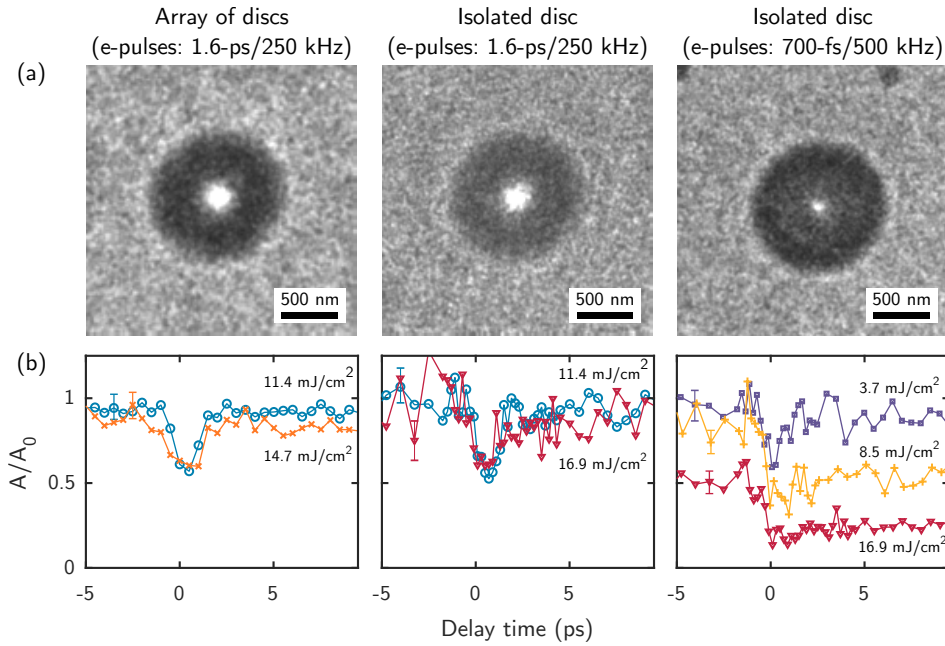 Array of discs
(e-pulses: 1.6-ps/250 kHz)
Isolated disc
(e-pulses: 1.6-ps/250 kHz)
Isolated disc
(e-pulses: 700-fs/500 kHz)
(a)
500 nm
500 nm
500 nm
(b)
A/A0
1
0.5
0
11.4 mJ/cm2
14.7 mJ/cm2
-5
0
5
11.4 mJ/cm2
16.9 mJ/cm2
-5
0
5
3.7 mJ/cm2
8.5 mJ/cm2
16.9 mJ/cm2
-5
0
5
Delay time (ps)